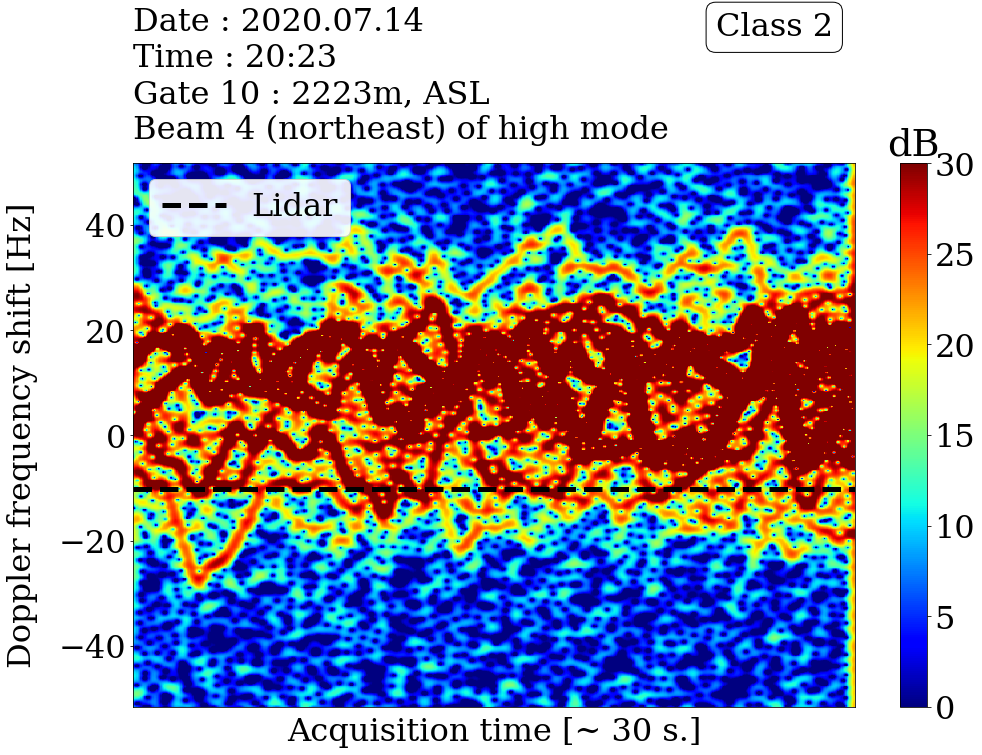 Date : 2020.07.14
Time : 20:23
Gate 10 : 2223m, ASL
Beam 4 (northeast) of high mode
Class 2
dB
Lidar
Doppler frequency shift [Hz]
40
20
0
−20
−40
30
25
20
15
10
5
0
Acquisition time [~ 30 s.]